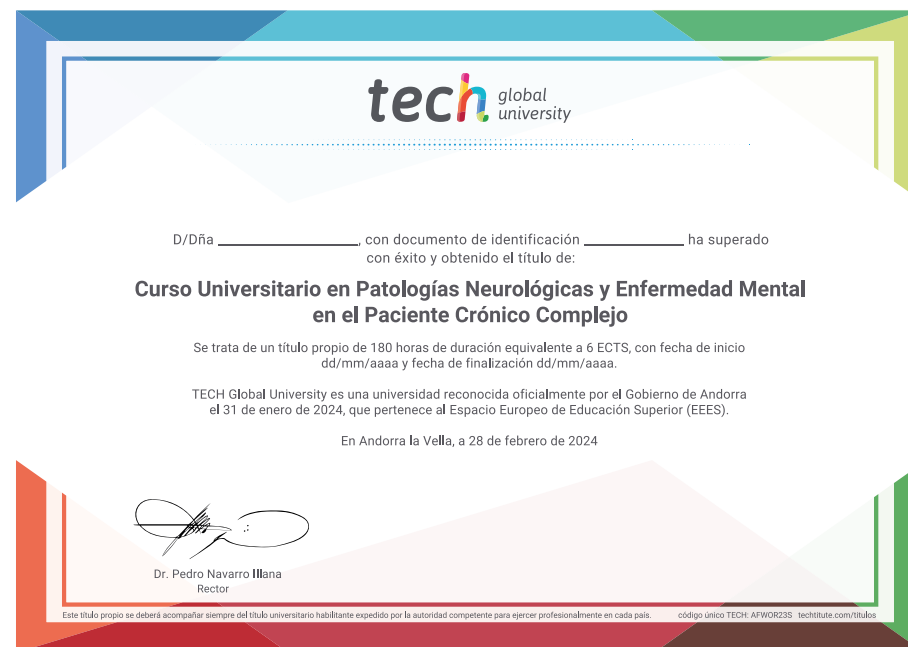 tech global university
D/Dña ____________________, con documento de identificación ______________ ha superado
con éxito y obtenido el título de:
Curso Universitario en Patologías Neurológicas y Enfermedad Mental
en el Paciente Crónico Complejo
Se trata de un título propio de 180 horas de duración equivalente a 6 ECTS, con fecha de inicio
dd/mm/aaaa y fecha de finalización dd/mm/aaaa.
TECH Global University es una universidad reconocida oficialmente por el Gobierno de Andorra
el 31 de enero de 2024, que pertenece al Espacio Europeo de Educación Superior (EEES).
En Andorra la Vella, a 28 de febrero de 2024
Dr. Pedro Navarro Illana
Rector
Este título propio se deberá acompañar siempre del título universitario habilitante expedido por la autoridad competente para ejercer profesionalmente en cada país. código único TECH: AFWOR23S techtitute.com/titulos